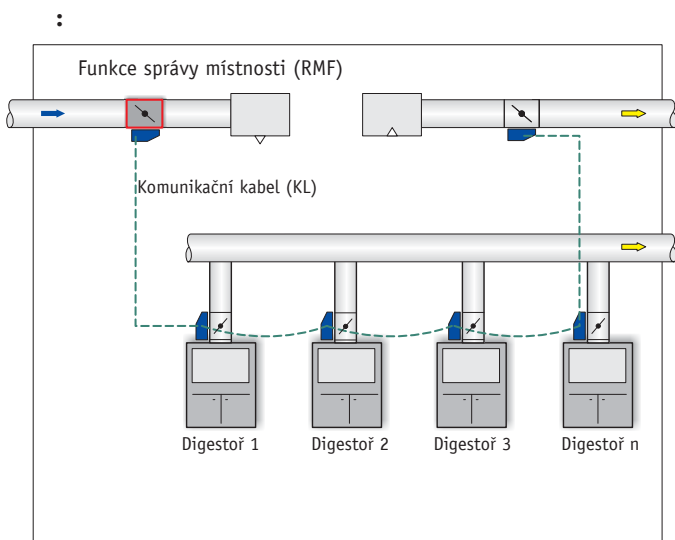 :
Funkce správy místnosti (RMF)
Komunikační kabel (KL)
Digestoř 1
Digestoř 2
Digestoř 3
Digestoř n